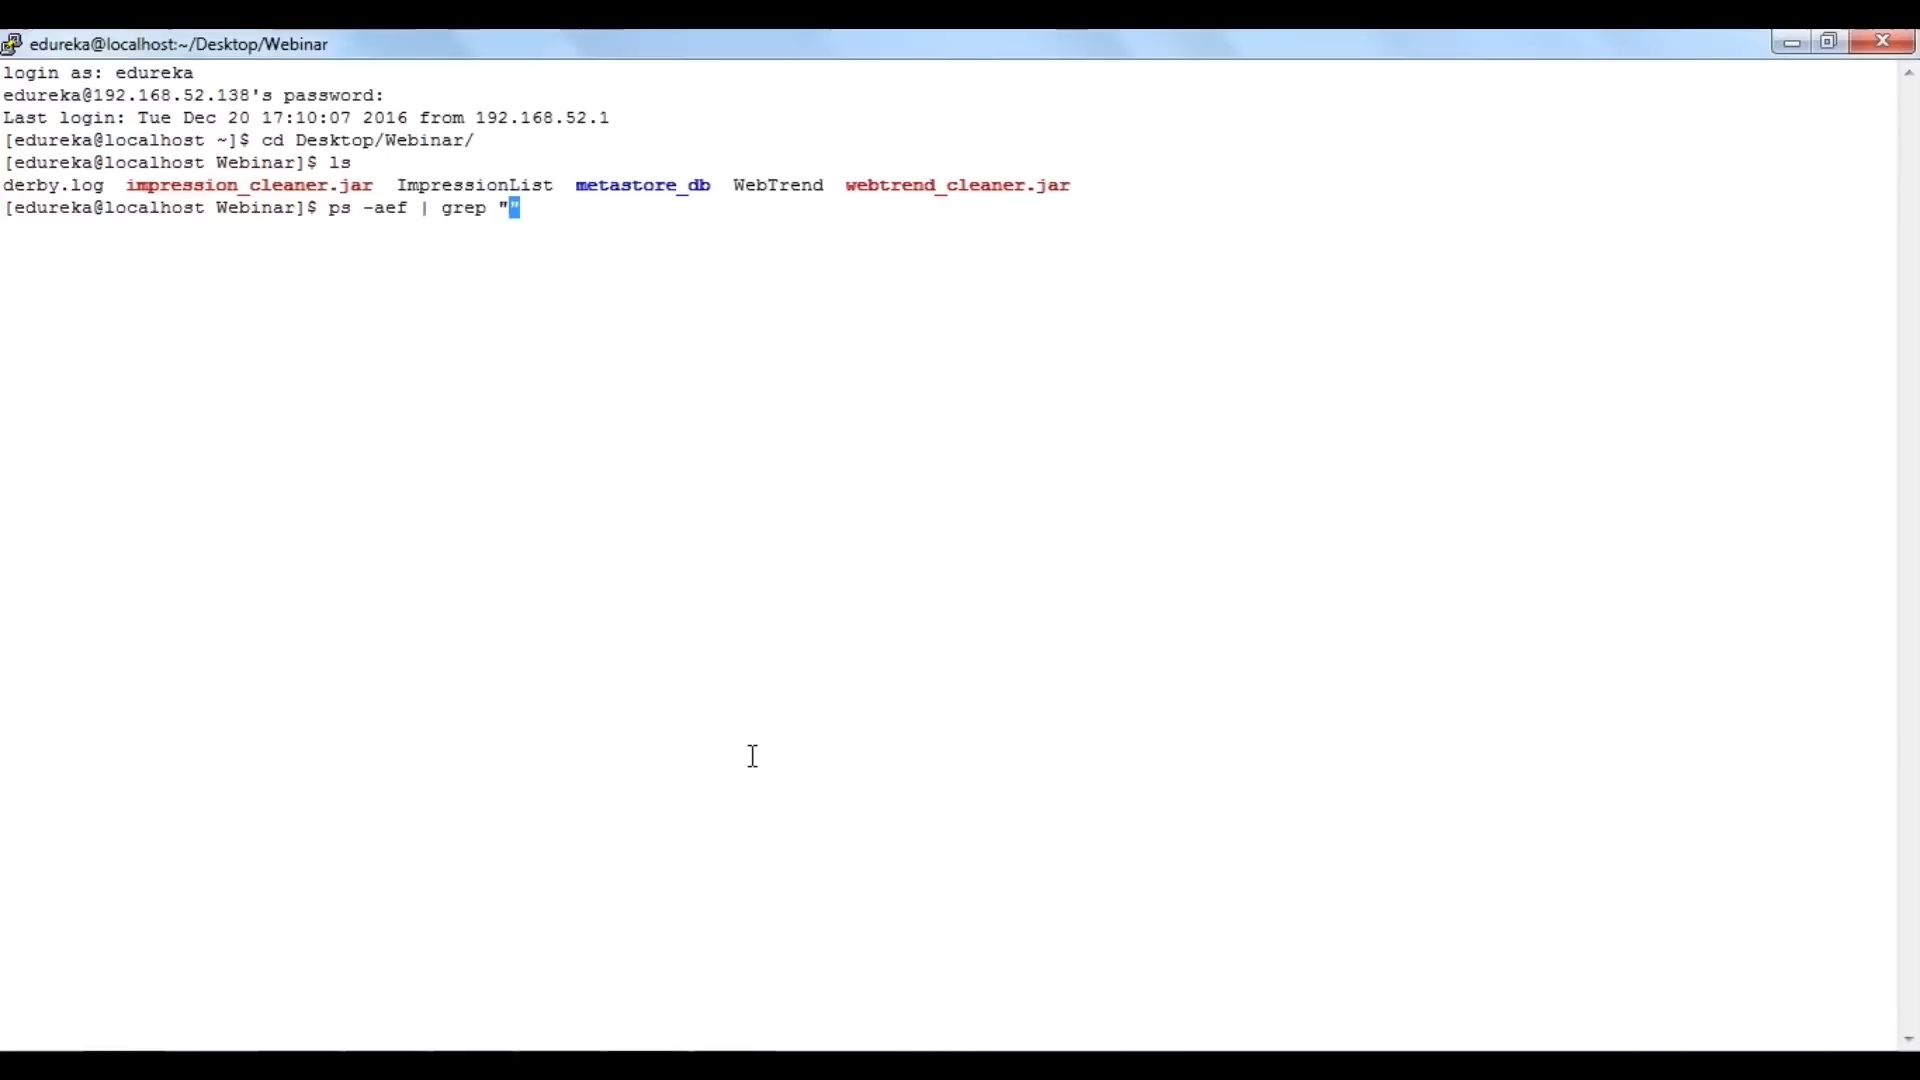 edureka@localhost:~/Desktop/Webinar
login as: edureka
edureka@192.168.52.138's password:
Last login: Tue Dec 20 17:10:07 2016 from 192.168.52.1
[edureka@localhost ~]$ cd Desktop/Webinar/
[edureka@localhost Webinar]$ ls
derby.log  impression_cleaner.jar  ImpressionList  metastore_db  WebTrend  webtrend_cleaner.jar
[edureka@localhost Webinar]$ ps -aef | grep ""